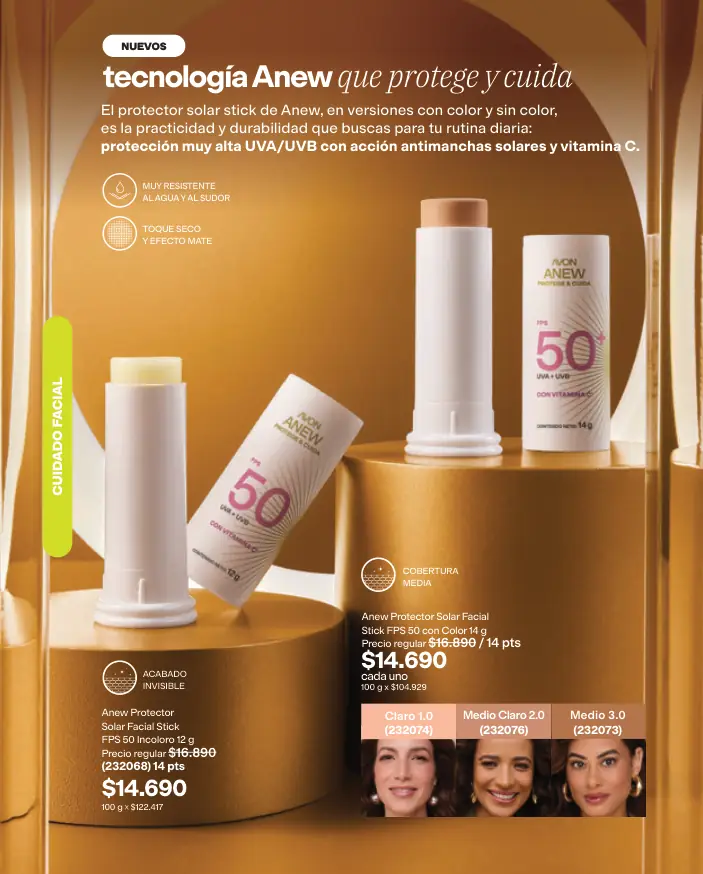 NUEVOS
tecnología Anew que protege y cuida
El protector solar stick de Anew, en versiones con color y sin color,
es la practicidad y durabilidad que buscas para tu rutina diaria:
protección muy alta UVA/UVB con acción antimanchas solares y vitamina C.
MUY RESISTENTE
AL AGUA Y AL SUDOR
TOQUE SECO
Y EFECTO MATE
CUIDADO FACIAL
AVON
ANEW
PROTEGE & CUIDA
FPS
50+
UVA + UVB
CON VITAMINA C
CONTENIDO NETO: 14 g
AVON
ANEW
PROTEGE & CUIDA
FPS
50
UVA + UVB
CON VITAMINA C
CONTENIDO NETO: 12 g
COBERTURA
MEDIA
Anew Protector Solar Facial
Stick FPS 50 con Color 14 g
Precio regular $16.890 / 14 pts
$14.690
cada uno
100 g x $104.929
ACABADO
INVISIBLE
Anew Protector
Solar Facial Stick
FPS 50 Incoloro 12 g
Precio regular $16.890
(232068) 14 pts
$14.690
100 g x $122.417
Claro 1.0
(232074)
Medio Claro 2.0
(232076)
Medio 3.0
(232073)